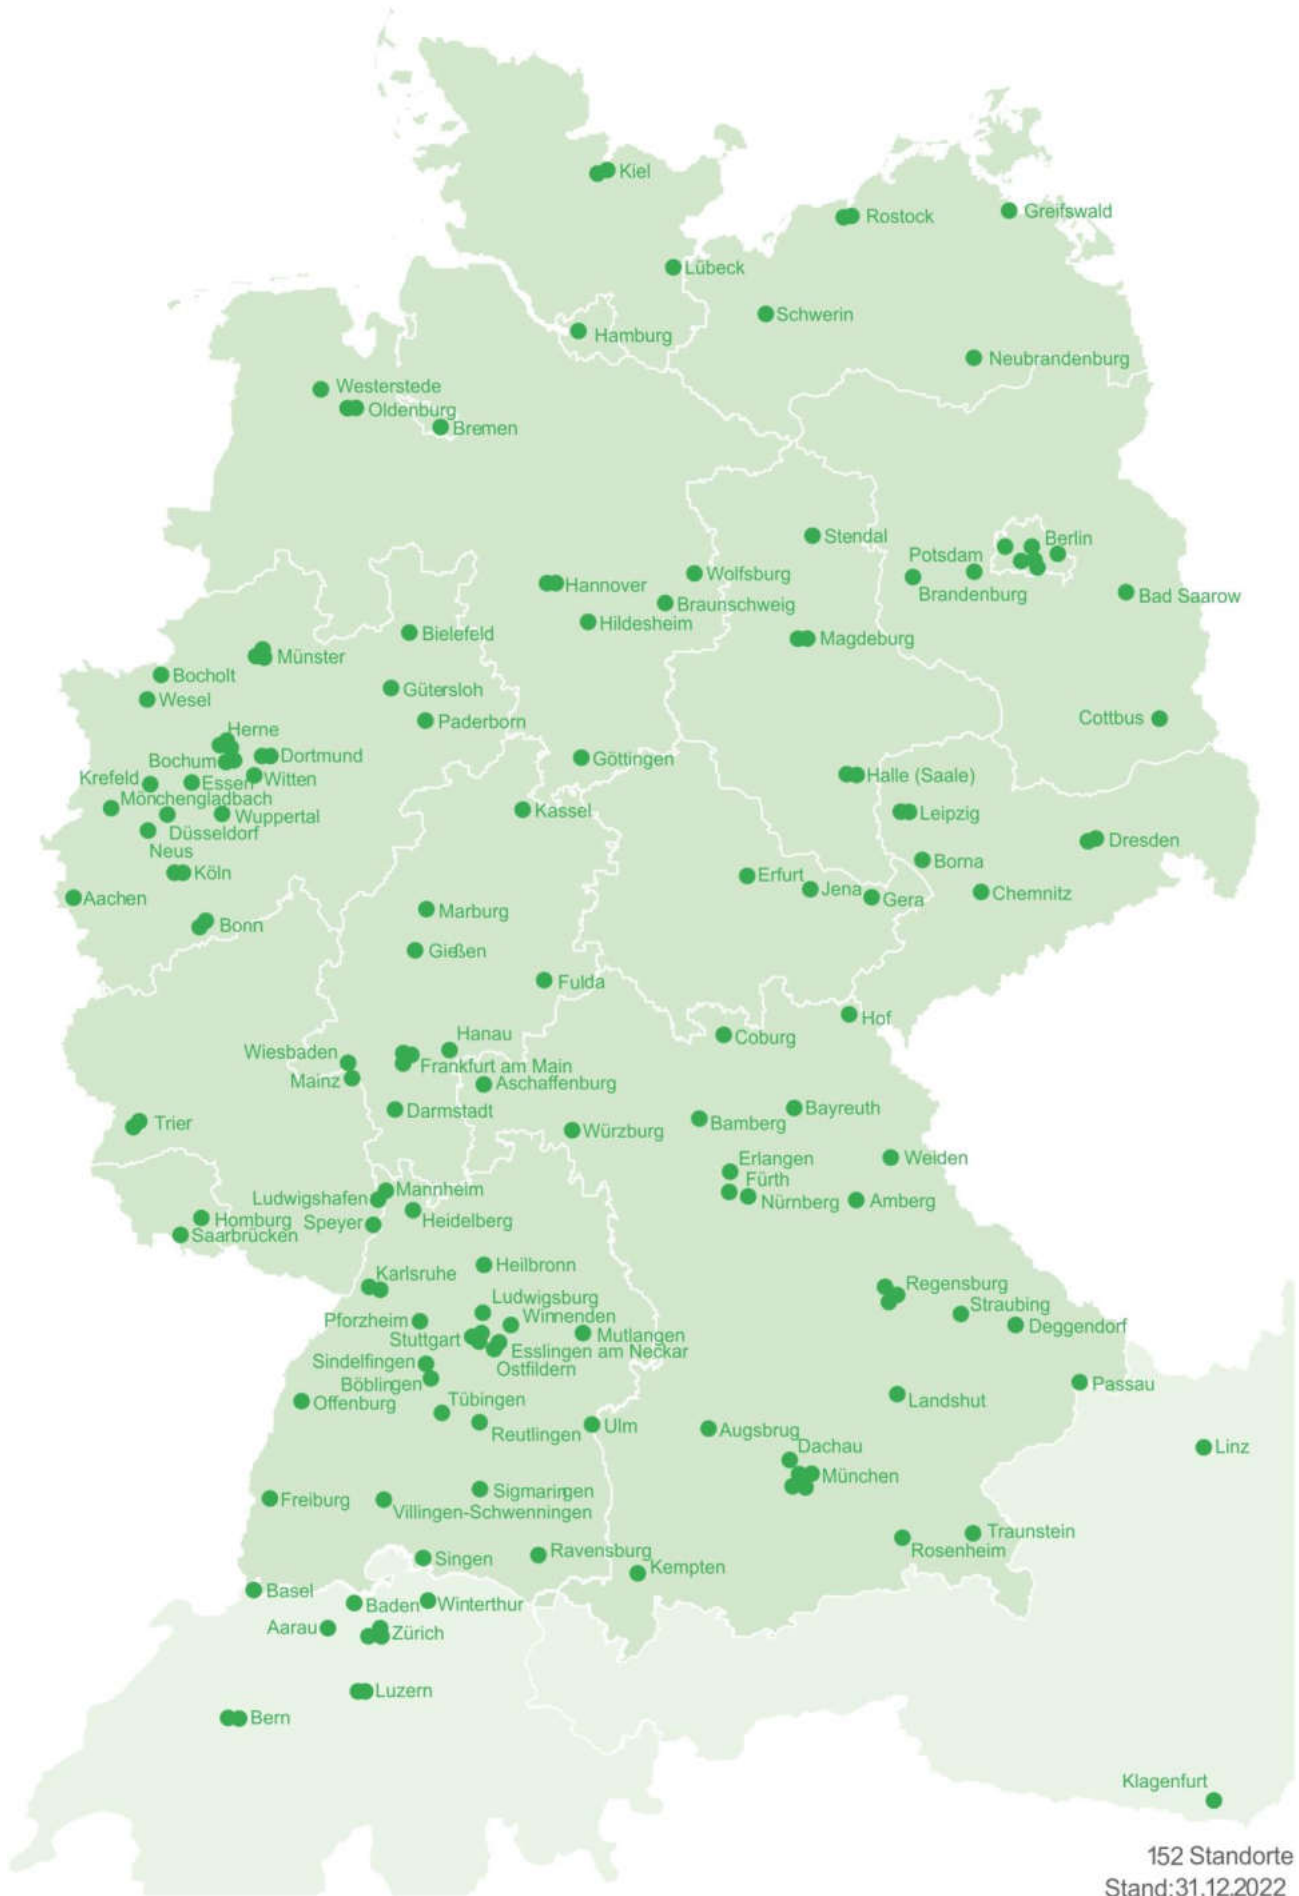 Kiel
Rostock
Greifswald
Lübeck
Schwerin
Hamburg
Neubrandenburg
Westerstede
Oldenburg
Bremen
Stendal
Berlin
Potsdam
Brandenburg
Bad Saarow
Hannover
Wolfsburg
Braunschweig
Hildesheim
Magdeburg
Bielefeld
Münster
Bocholt
Wesel
Gütersloh
Paderborn
Cottbus
Herne
Bochum
Dortmund
Krefeld
Essen
Witten
Mönchengladbach
Wuppertal
Düsseldorf
Neus
Köln
Göttingen
Kassel
Halle (Saale)
Leipzig
Dresden
Borna
Chemnitz
Erfurt
Jena
Gera
Aachen
Bonn
Marburg
Gießen
Fulda
Hof
Coburg
Hanau
Wiesbaden
Frankfurt am Main
Mainz
Aschaffenburg
Darmstadt
Trier
Würzburg
Bamberg
Bayreuth
Erlangen
Weiden
Fürth
Nürnberg
Amberg
Mannheim
Ludwigshafen
Homburg
Speyer
Heidelberg
Saarbrücken
Karlsruhe
Heilbronn
Regensburg
Straubing
Deggendorf
Ludwigsburg
Pforzheim
Winnenden
Stuttgart
Mutlangen
Esslingen am Neckar
Ostfildern
Sindelfingen
Böblingen
Passau
Offenburg
Tübingen
Reutlingen
Ulm
Landshut
Augsbrug
Dachau
München
Linz
Freiburg
Sigmaringen
Villingen-Schwenningen
Traunstein
Rosenheim
Singen
Ravensburg
Kempten
Basel
Baden
Winterthur
Aarau
Zürich
Luzern
Bern
Klagenfurt
152 Standorte
Stand:31.12.2022